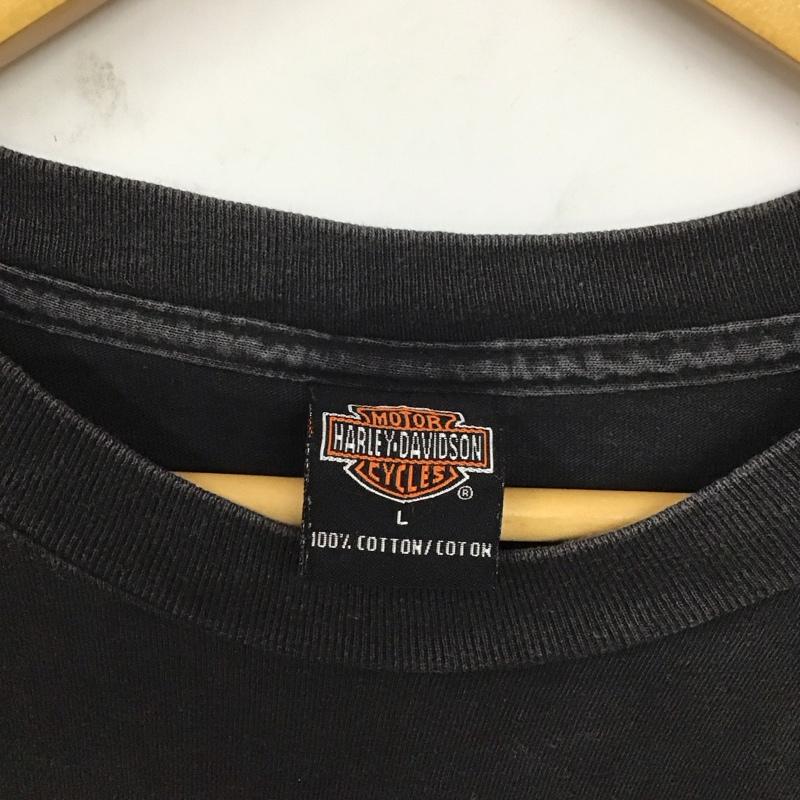 MOTOR
HARLEY-DAVIDSON
CYCLES
®
L
100% COTTON/COTON